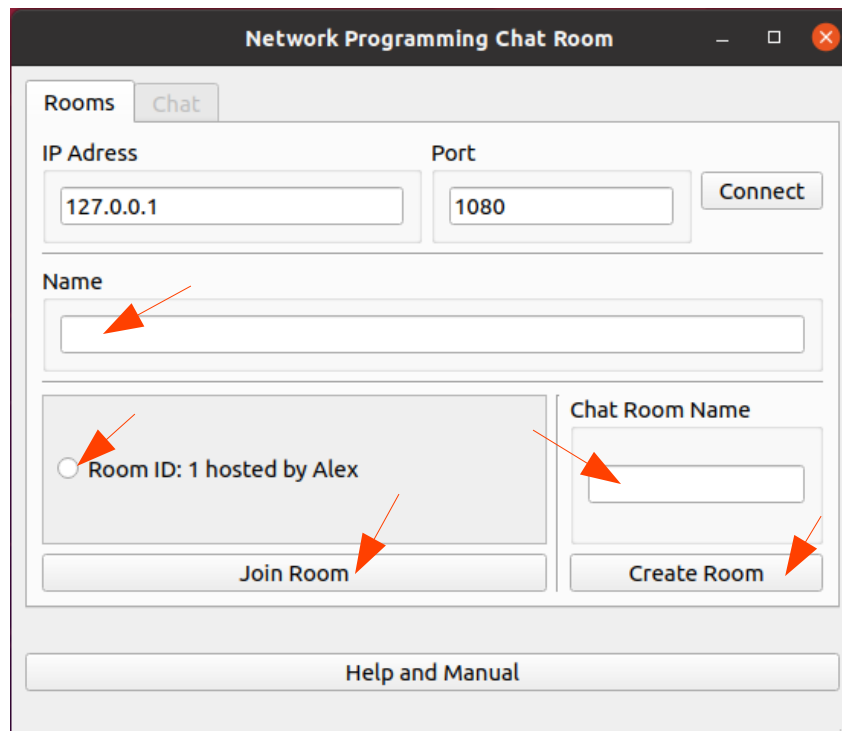 Network Programming Chat Room
Rooms Chat
IP Adress Port
127.0.0.1 1080 Connect
Name
Chat Room Name
Room ID: 1 hosted by Alex
Join Room Create Room
Help and Manual